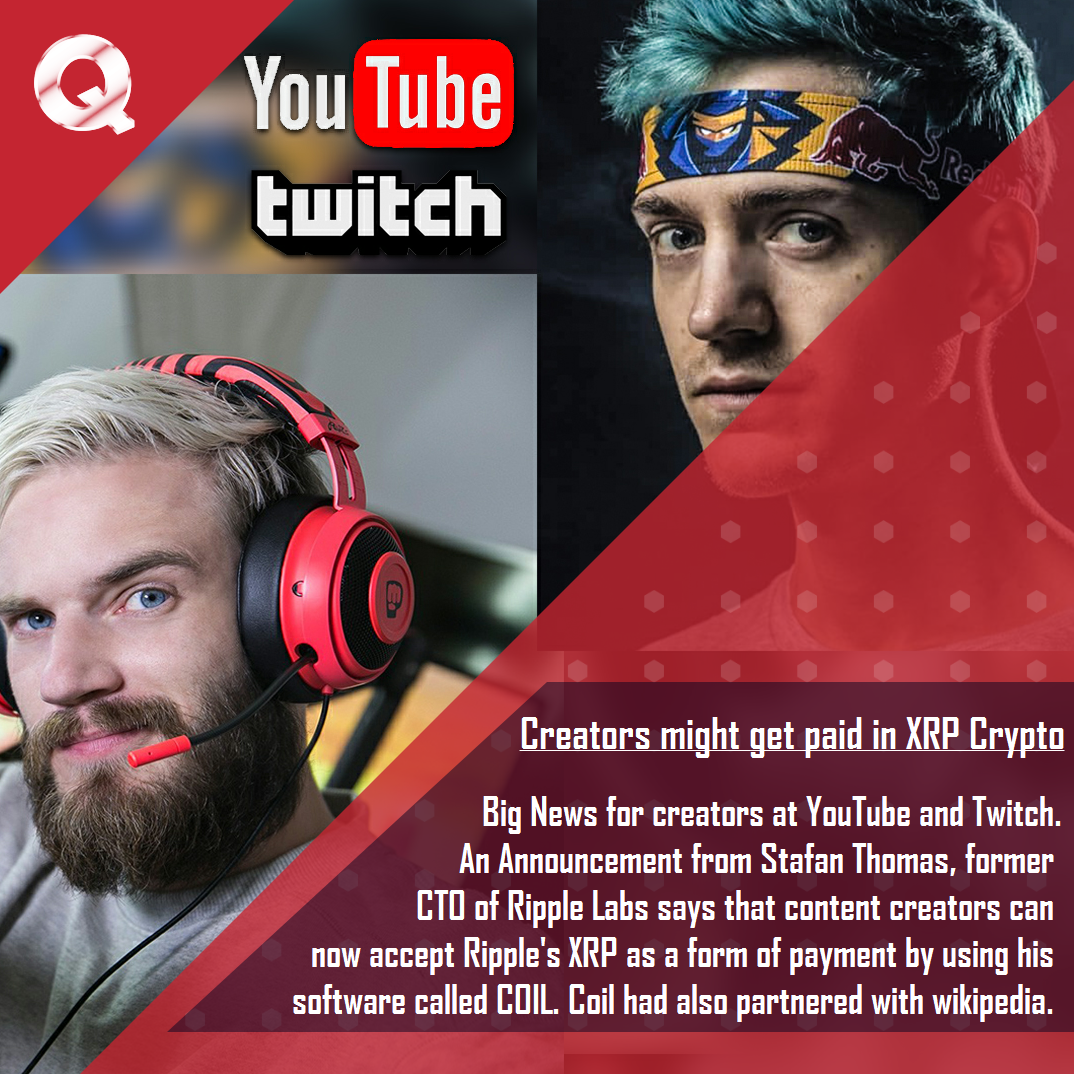 Q
YouTube
twitch
Red Bull
Creators might get paid in XRP Crypto
Big News for creators at YouTube and Twitch.
An Announcement from Stafan Thomas, former
CTO of Ripple Labs says that content creators can
now accept Ripple's XRP as a form of payment by using his
software called COIL. Coil had also partnered with wikipedia.